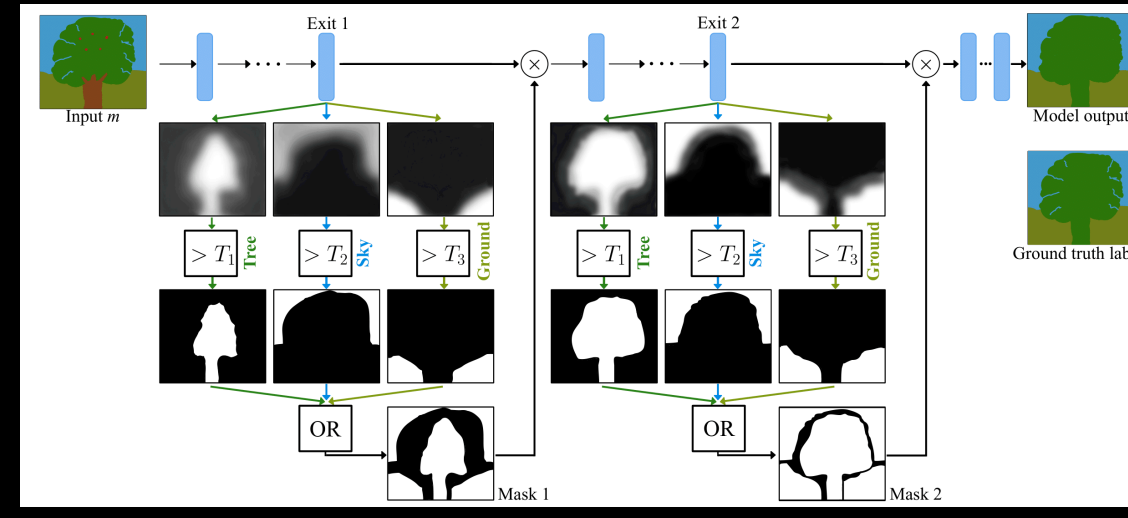 Exit 1
Exit 2
Input m
Model output
Ground truth lab
> T1
Tree
> T2
Sky
> T3
Ground
> T1
Tree
> T2
Sky
> T3
Ground
OR
OR
Mask 1
Mask 2